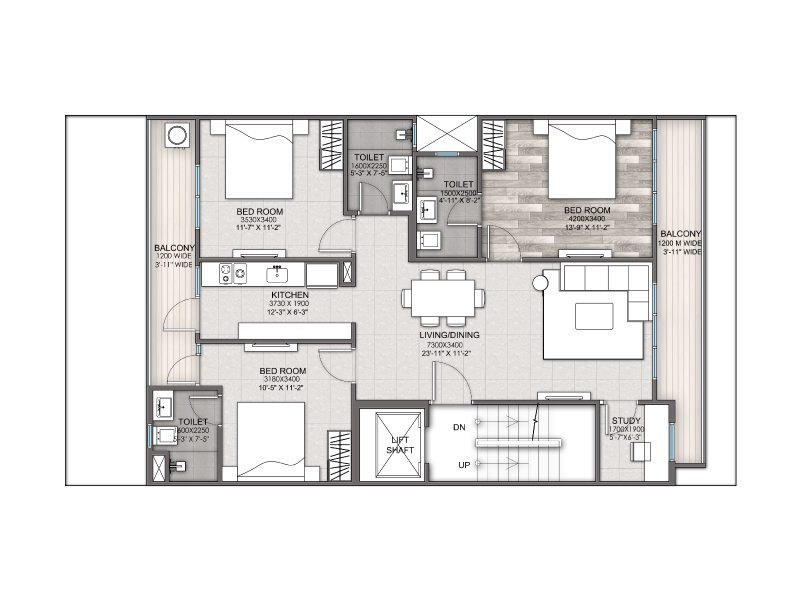 TOILET
1600X2250
5'-3" X 7'-5"
TOILET
1500X2500
4'-11" X 8'-2"
BED ROOM
3530X3400
11'-7" X 11'-2"
BED ROOM
4200X3400
13'-9" X 11'-2"
BALCONY
1200 WIDE
3'-11" WIDE
BALCONY
1200 M WIDE
3'-11" WIDE
KITCHEN
3730 X 1900
12'-3" X 6'-3"
LIVING/DINING
7300X3400
23'-11" X 11'-2"
BED ROOM
3180X3400
10'-5" X 11'-2"
TOILET
1600X2250
5'-3" X 7'-5"
LIFT
SHAFT
DN
UP
STUDY
1700X1900
5'-7"X6'-3"